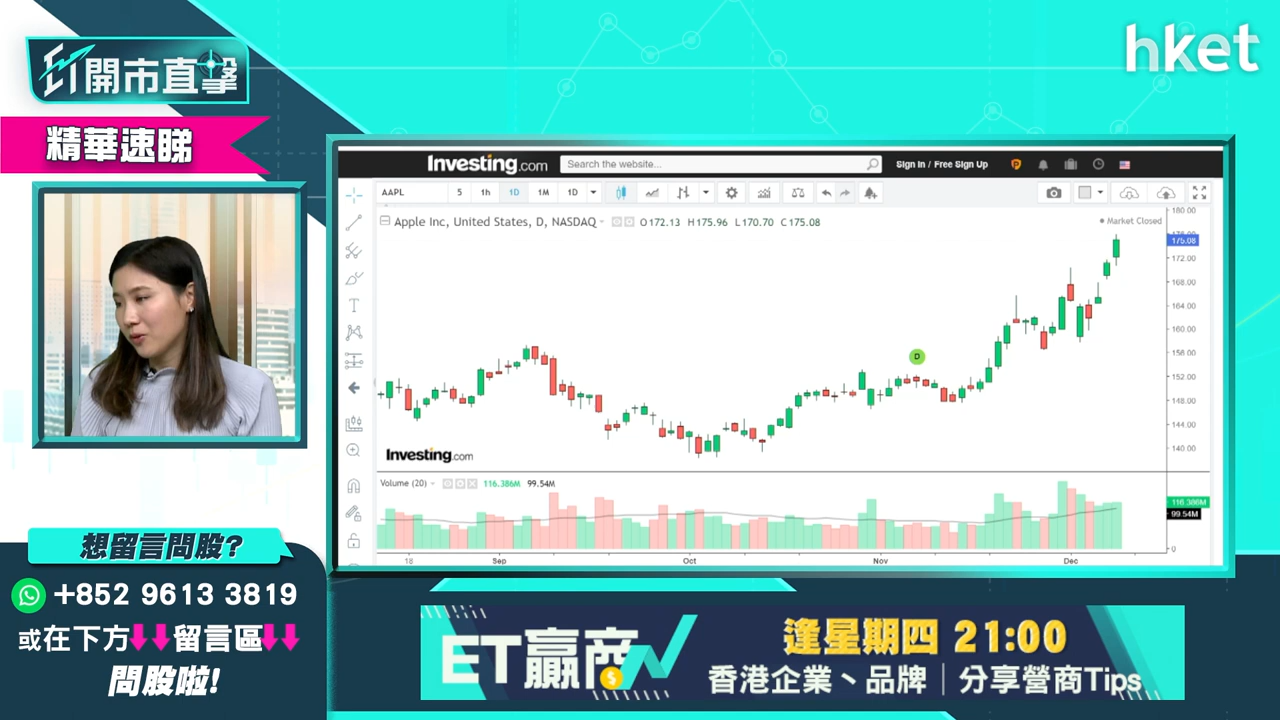 ET開市直擊
hket
精華速睇
Investing.com
Search the website...
Sign In / Free Sign Up
AAPL
5
1h
1D
1M
1D
Apple Inc, United States, D, NASDAQ
O172.13 H175.96 L170.70 C175.08
Market Closed
180.00
176.00
175.08
172.00
168.00
164.00
160.00
156.00
152.00
148.00
144.00
140.00
D
Investing.com
Volume (20)
116.386M
99.54M
116.386M
99.54M
0
18
Sep
Oct
Nov
Dec
想留言問股?
+852 9613 3819
或在下方留言區
問股啦!
ET贏商
$
逢星期四 21:00
香港企業、品牌｜分享營商Tips